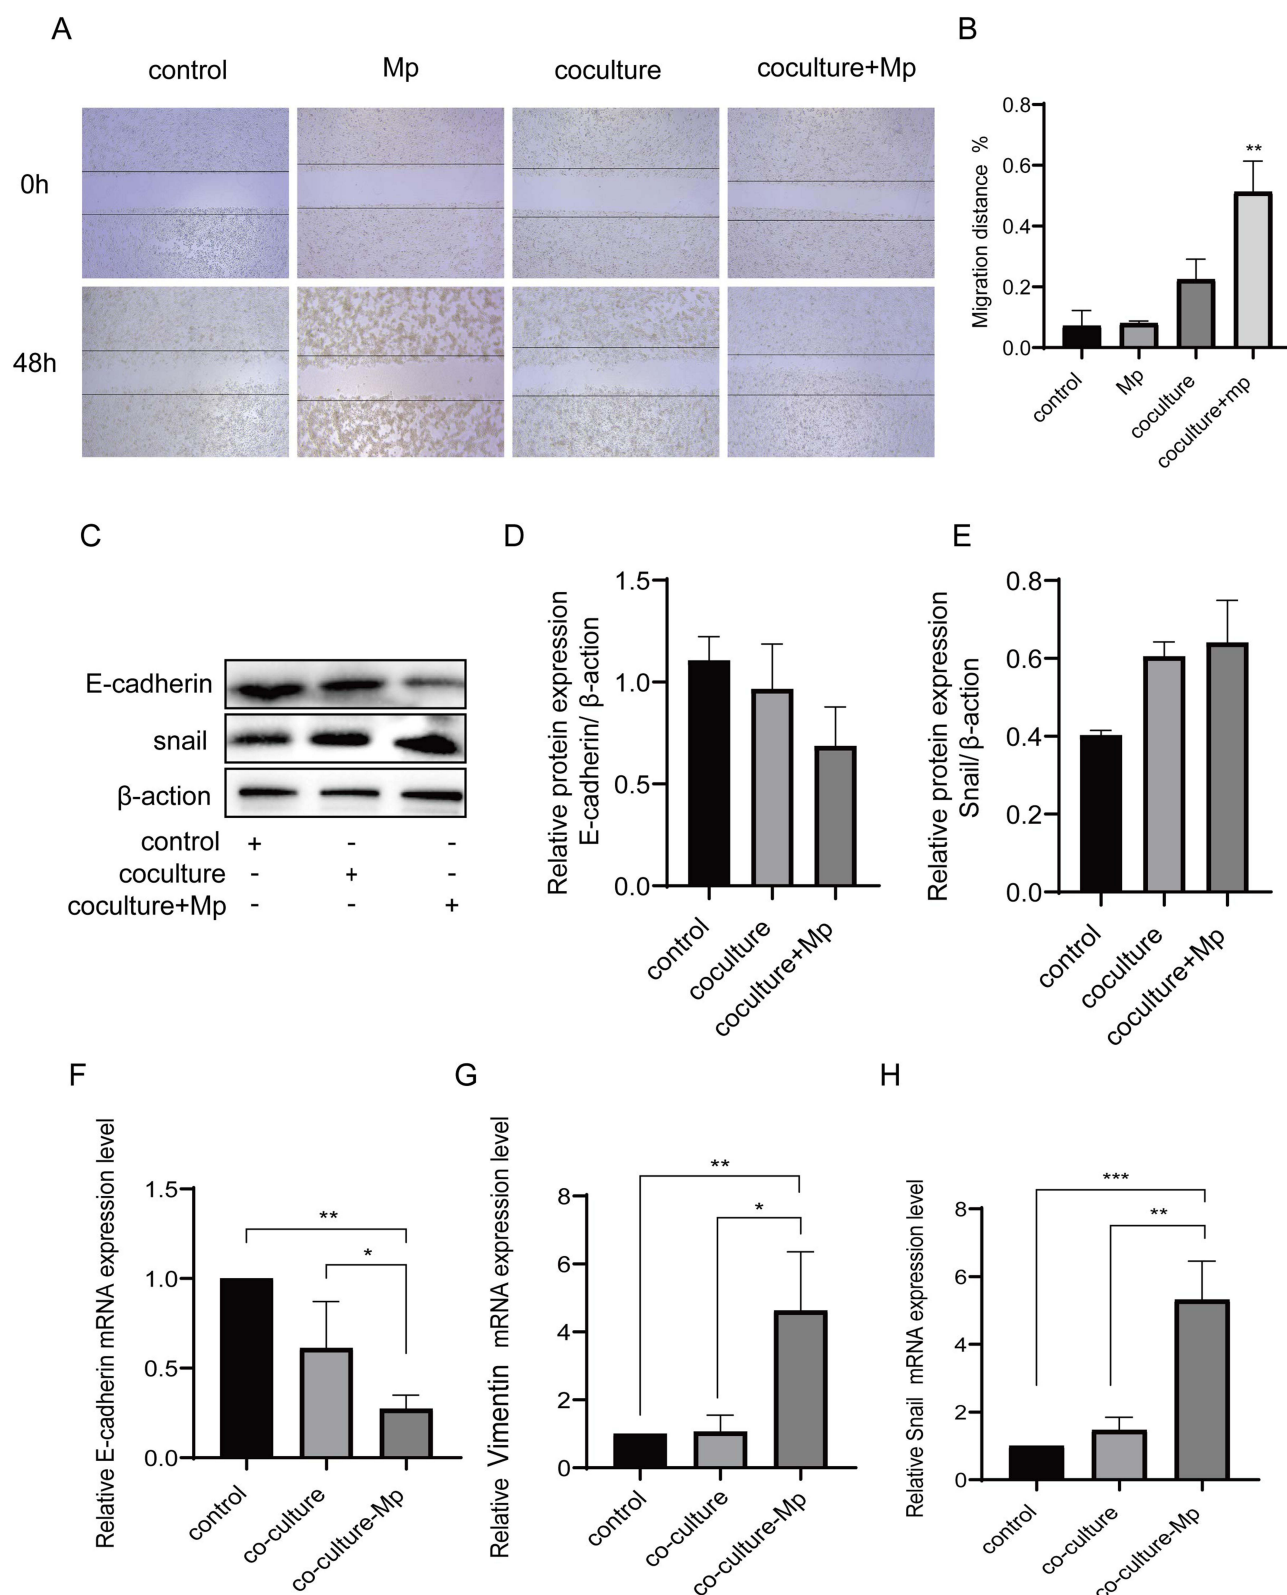 A
control Mp coculture coculture+Mp
0h
48h
B
Migration distance %
0.8
0.6
0.4
0.2
0.0
**
control
Mp
coculture
coculture+mp
C
E-cadherin
snail
β-action
control + - -
coculture - + -
coculture+Mp - - +
D
Relative protein expression
E-cadherin/ β-action
1.5
1.0
0.5
0.0
control
coculture
coculture+Mp
E
Relative protein expression
Snail/ β-action
0.8
0.6
0.4
0.2
0.0
control
coculture
coculture+Mp
F
Relative E-cadherin mRNA expression level
1.5
1.0
0.5
0.0
**
*
control
co-culture
co-culture-Mp
G
Relative Vimentin mRNA expression level
8
6
4
2
0
**
*
control
co-culture
co-culture-Mp
H
Relative Snail mRNA expression level
8
6
4
2
0
***
**
control
co-culture
co-culture-Mp